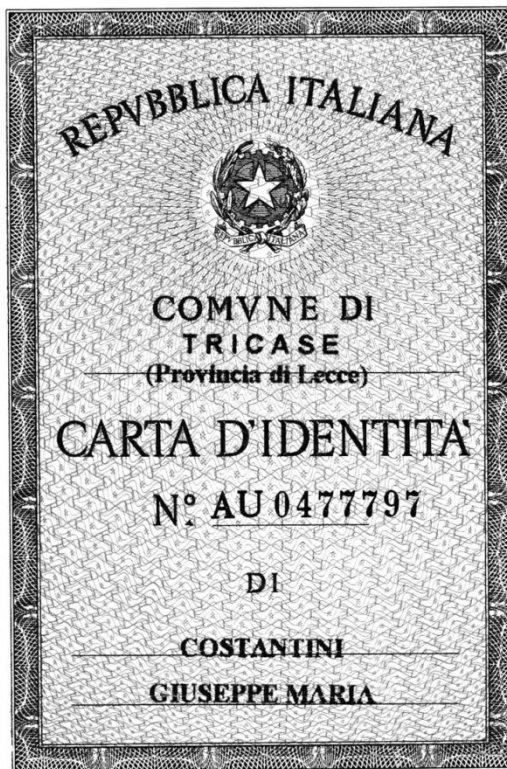 REPVBBLICA ITALIANA
REPVBBLICA ITALIANA
COMVNE DI
TRICASE
(Provincia di Lecce)
CARTA D'IDENTITA'
N° AU 0477797
DI
COSTANTINI
GIUSEPPE MARIA